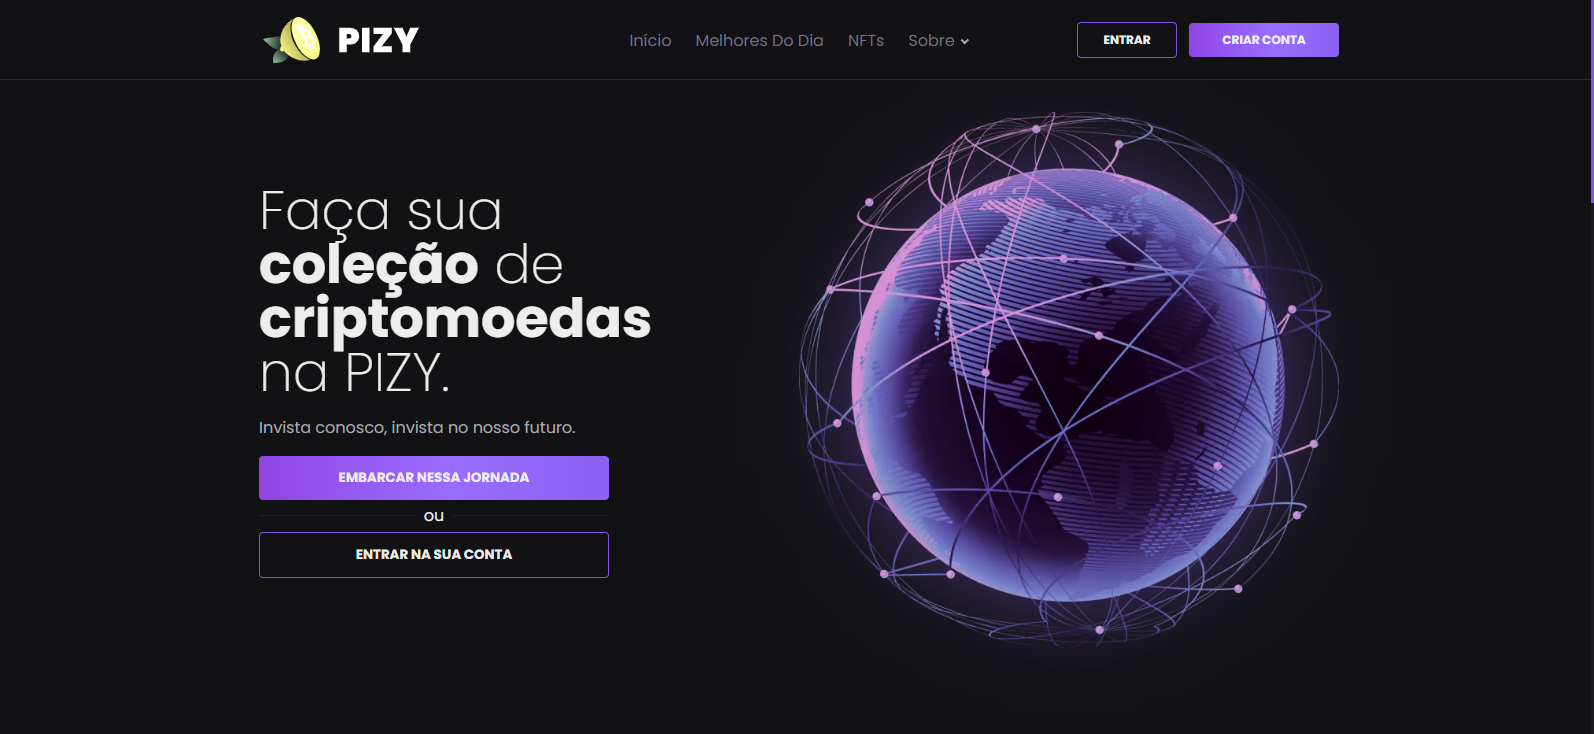 PIZY
Início
Melhores Do Dia
NFTs
Sobre
ENTRAR
CRIAR CONTA
Faça sua
coleção de
criptomoedas
na PIZY.
Invista conosco, invista no nosso futuro.
EMBARCAR NESSA JORNADA
ou
ENTRAR NA SUA CONTA